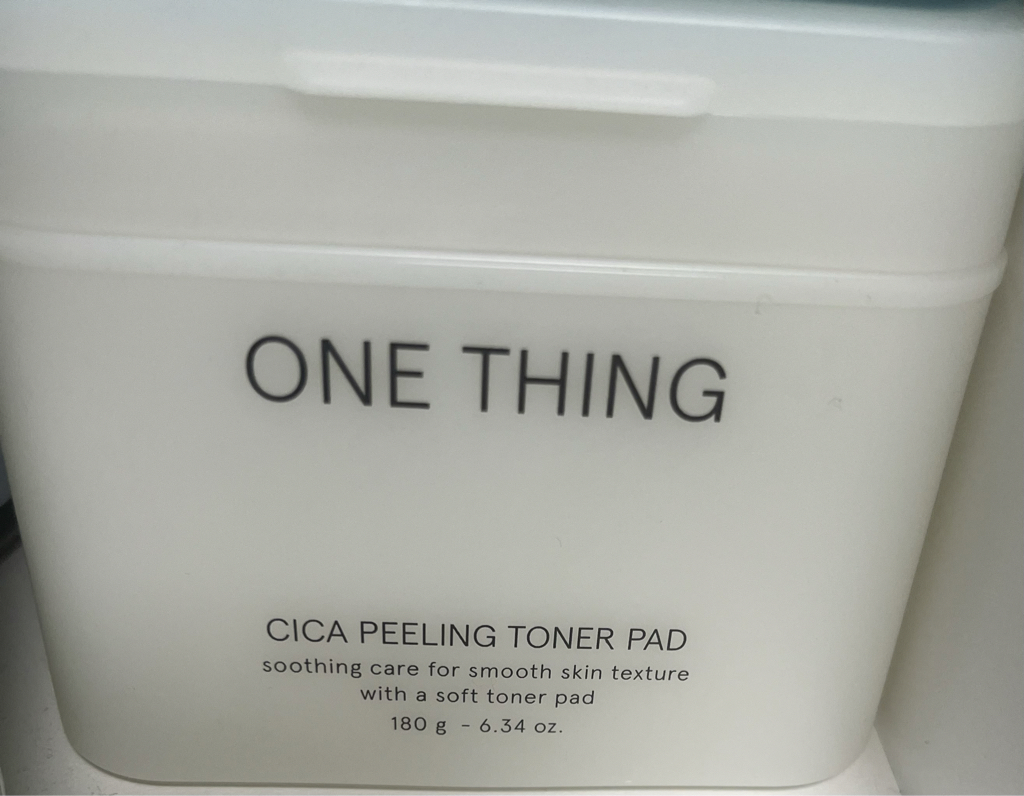 ONE THING
CICA PEELING TONER PAD
soothing care for smooth skin texture
with a soft toner pad
180 g - 6.34 oz.